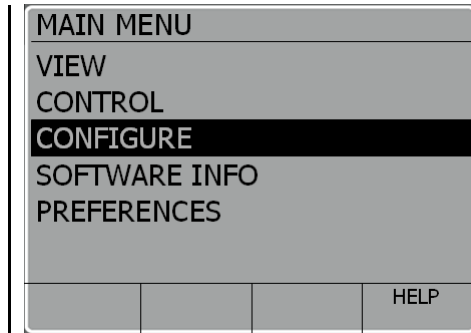 MAIN MENU
VIEW
CONTROL
CONFIGURE
SOFTWARE INFO
PREFERENCES
HELP